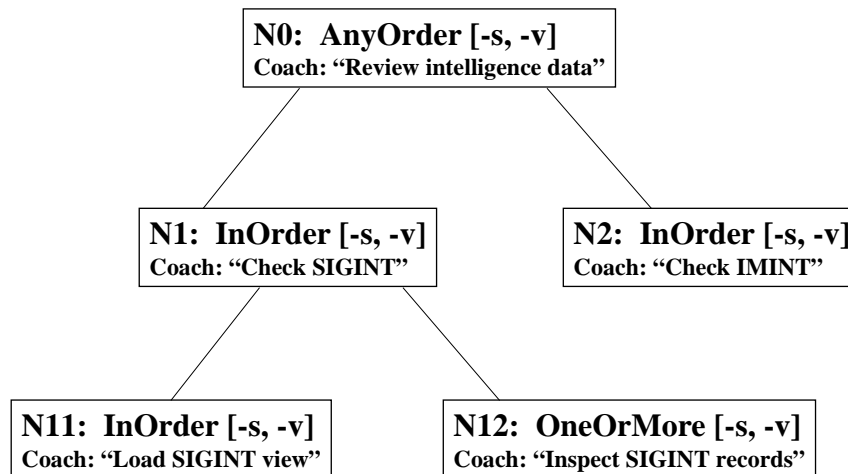 N0: AnyOrder [-s, -v]
Coach: “Review intelligence data”
N1: InOrder [-s, -v]
Coach: “Check SIGINT”
N2: InOrder [-s, -v]
Coach: “Check IMINT”
N11: InOrder [-s, -v]
Coach: “Load SIGINT view”
N12: OneOrMore [-s, -v]
Coach: “Inspect SIGINT records”